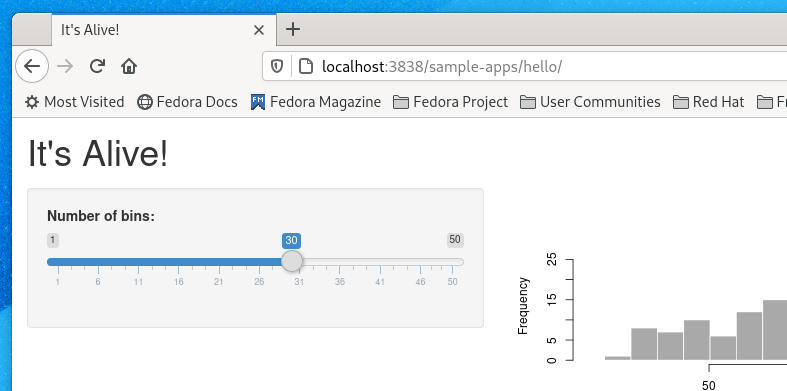 It's Alive!
localhost:3838/sample-apps/hello/
Most Visited Fedora Docs Fedora Magazine Fedora Project User Communities Red Hat
It's Alive!
Number of bins:
1 30 50
1 6 11 16 21 26 31 36 41 46 50
Frequency
25
15
5
0
50